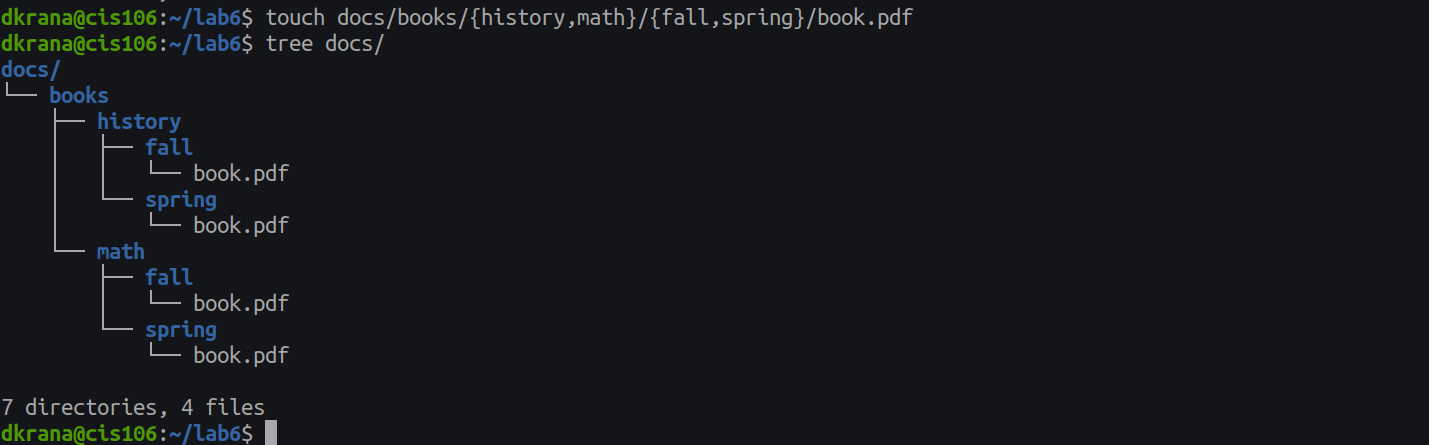 dkrana@cis106:~/lab6$ touch docs/books/{history,math}/{fall,spring}/book.pdf
dkrana@cis106:~/lab6$ tree docs/
docs/
└── books
    ├── history
    │   ├── fall
    │   │   └── book.pdf
    │   └── spring
    │       └── book.pdf
    └── math
        ├── fall
        │   └── book.pdf
        └── spring
            └── book.pdf

7 directories, 4 files
dkrana@cis106:~/lab6$